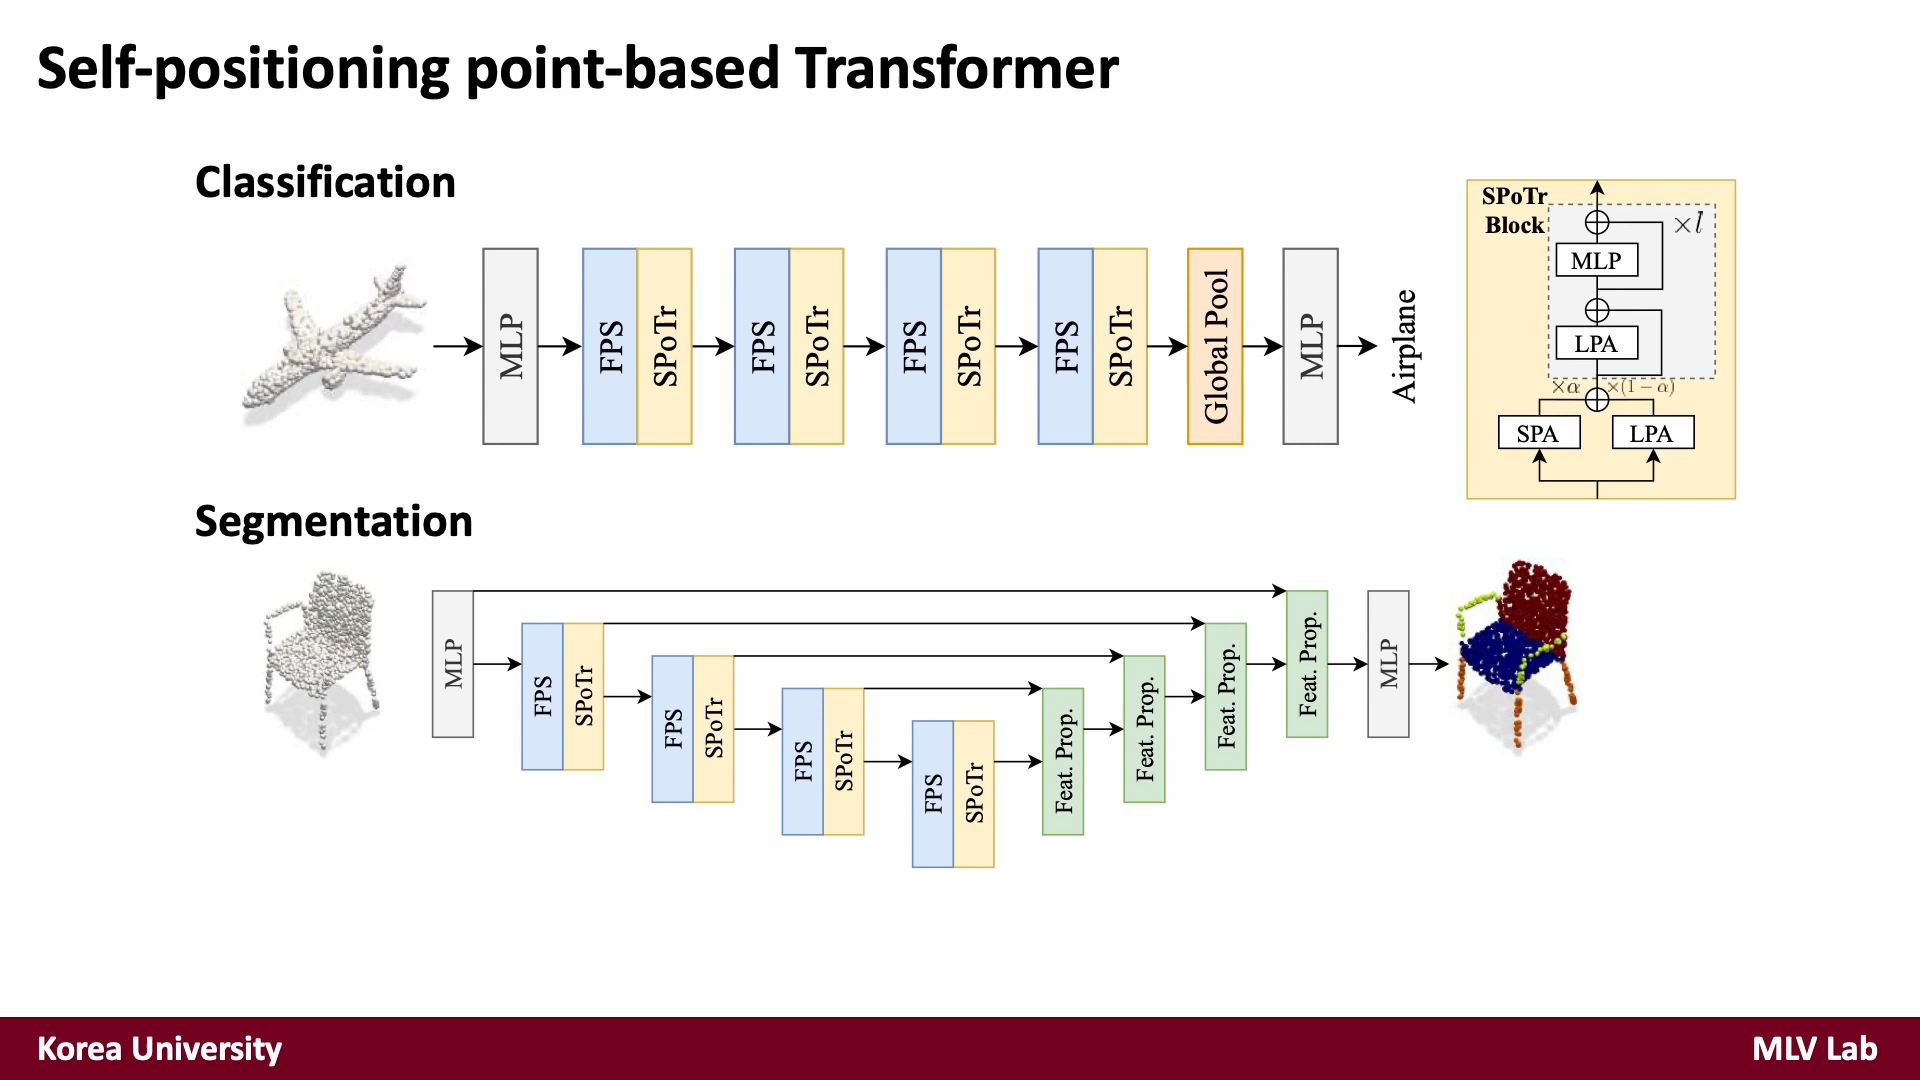 Self-positioning point-based Transformer
Classification
MLP
FPS
SPoTr
FPS
SPoTr
FPS
SPoTr
FPS
SPoTr
Global Pool
MLP
Airplane
SPoTr
Block
×l
MLP
LPA
×α
×(1 − α)
SPA
LPA
Segmentation
MLP
FPS
SPoTr
FPS
SPoTr
FPS
SPoTr
FPS
SPoTr
Feat. Prop.
Feat. Prop.
Feat. Prop.
Feat. Prop.
MLP
Korea University
MLV Lab